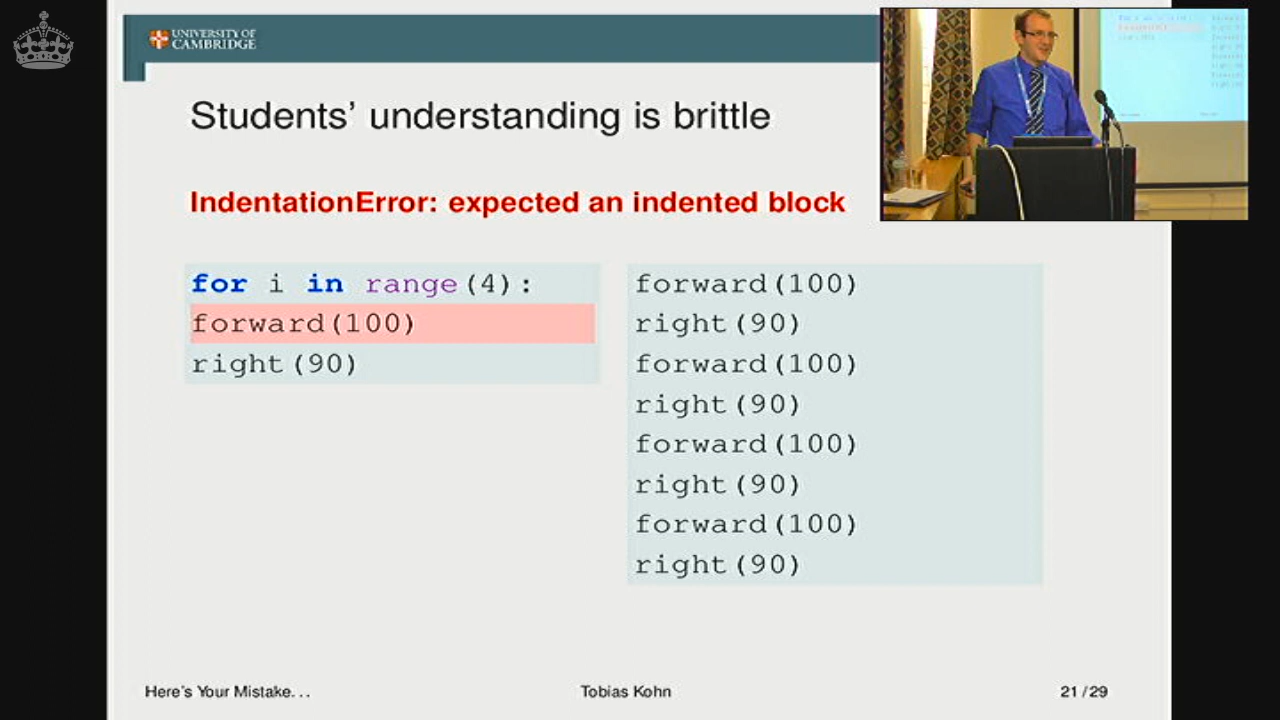 UNIVERSITY OF
CAMBRIDGE
Students' understanding is brittle
IndentationError: expected an indented block
for i in range(4):
forward(100)
right(90)
forward(100)
right(90)
forward(100)
right(90)
forward(100)
right(90)
forward(100)
right(90)
Here's Your Mistake...
Tobias Kohn
21/29